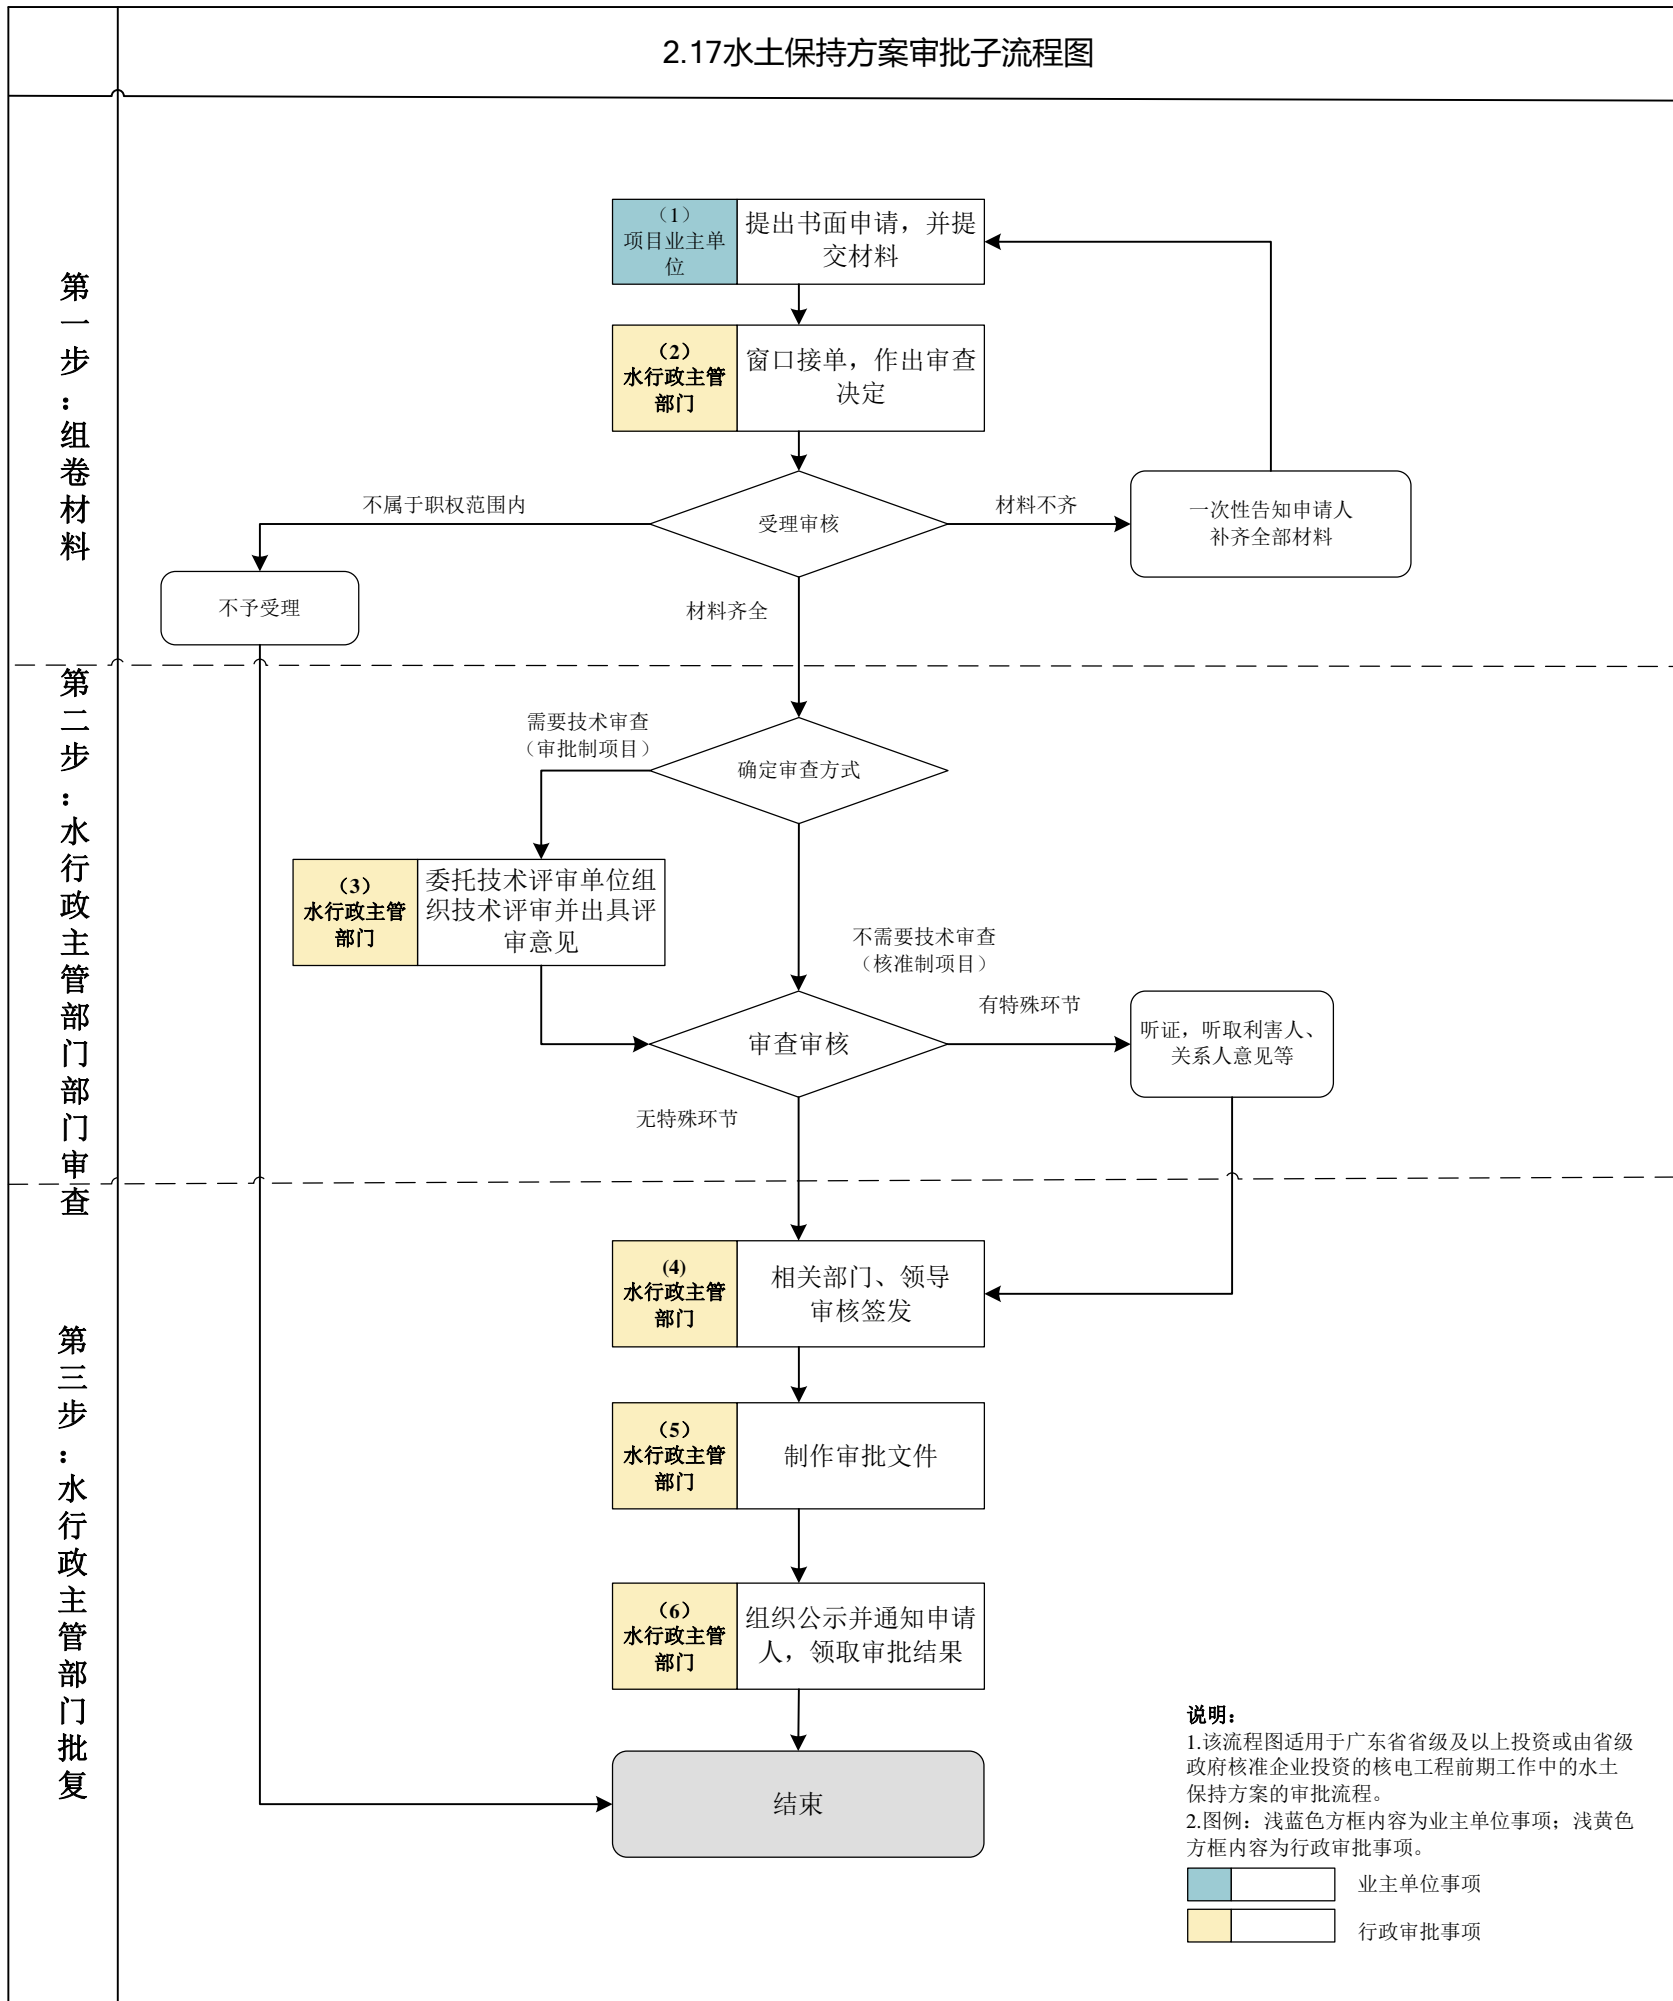 2.17水土保持方案审批子流程图
第一步：组卷材料
（1）
项目业主单
位
提出书面申请，并提
交材料
（2）
水行政主管
部门
窗口接单，作出审查
决定
不属于职权范围内
受理审核
材料不齐
一次性告知申请人
补齐全部材料
不予受理
材料齐全
第二步：水行政主管部门部门审查
需要技术审查
（审批制项目）
确定审查方式
（3）
水行政主管
部门
委托技术评审单位组
织技术评审并出具评
审意见
不需要技术审查
（核准制项目）
审查审核
有特殊环节
听证，听取利害人、
关系人意见等
无特殊环节
第三步：水行政主管部门批复
(4)
水行政主管
部门
相关部门、领导
审核签发
（5）
水行政主管
部门
制作审批文件
（6）
水行政主管
部门
组织公示并通知申请
人，领取审批结果
结束
说明：
1.该流程图适用于广东省省级及以上投资或由省级
政府核准企业投资的核电工程前期工作中的水土
保持方案的审批流程。
2.图例：浅蓝色方框内容为业主单位事项；浅黄色
方框内容为行政审批事项。
业主单位事项
行政审批事项